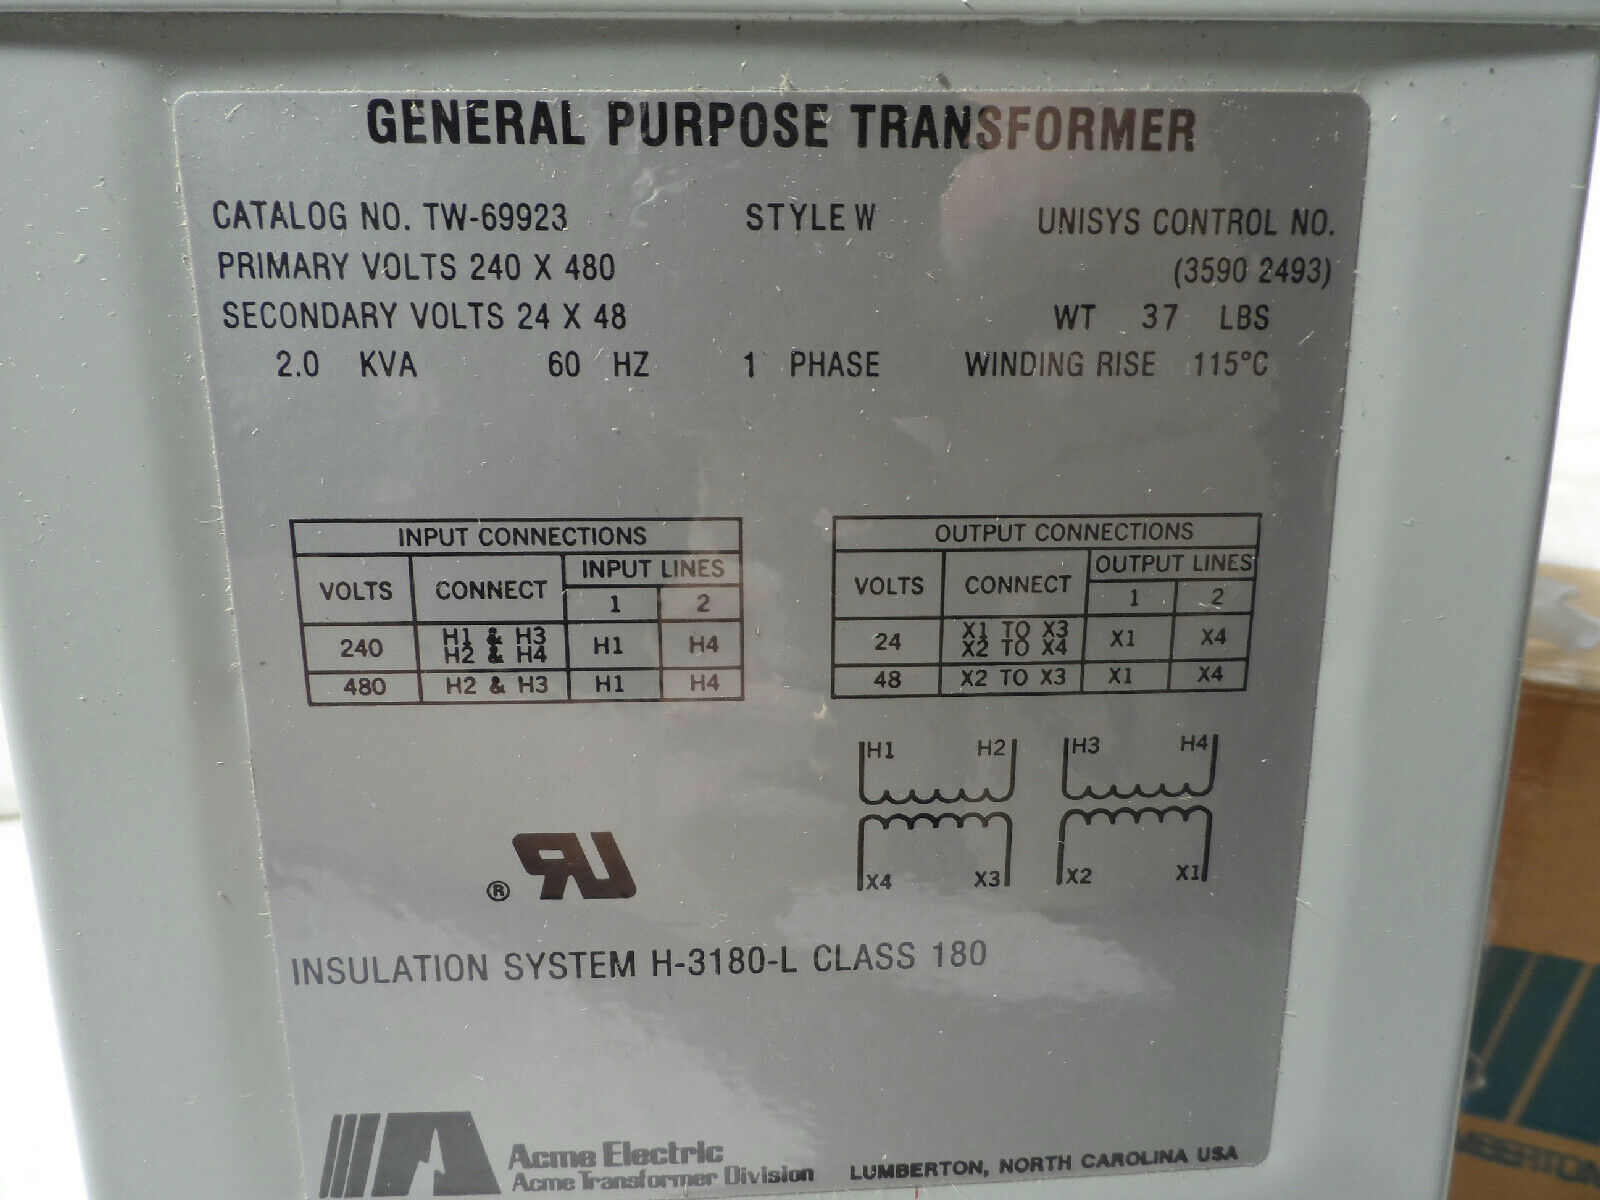 GENERAL PURPOSE TRANSFORMER
CATALOG NO. TW-69923 STYLE W UNISYS CONTROL NO.
PRIMARY VOLTS 240 X 480 (3590 2493)
SECONDARY VOLTS 24 X 48 WT 37 LBS
2.0 KVA 60 HZ 1 PHASE WINDING RISE 115°C
INPUT CONNECTIONS
VOLTS CONNECT INPUT LINES
1 2
240 H1 & H3 H1 H4
H2 & H4
480 H2 & H3 H1 H4
OUTPUT CONNECTIONS
VOLTS CONNECT OUTPUT LINES
1 2
24 X1 TO X3 X1 X4
X2 TO X4
48 X2 TO X3 X1 X4
H1 H2 H3 H4
X4 X3 X2 X1
® RU
INSULATION SYSTEM H-3180-L CLASS 180
Acme Electric
Acme Transformer Division LUMBERTON, NORTH CAROLINA USA